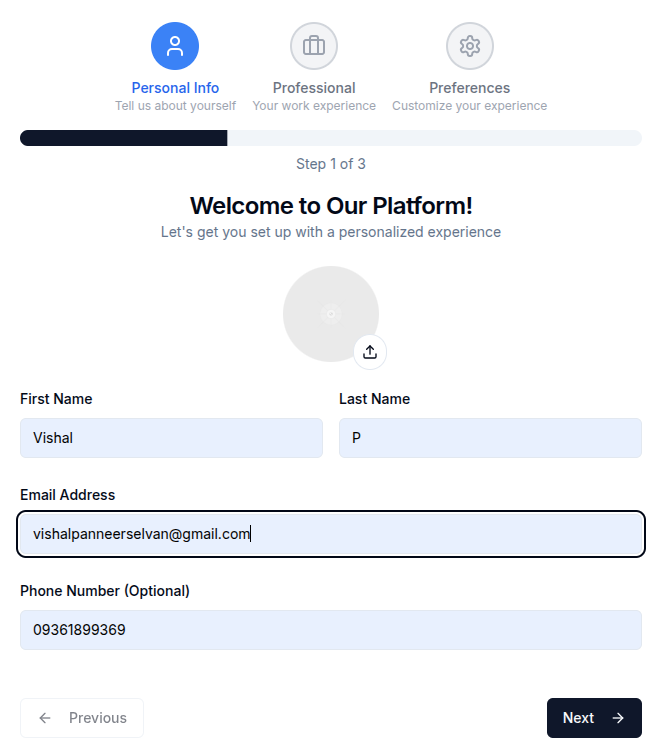 Personal Info Professional Preferences
Tell us about yourself Your work experience Customize your experience
Step 1 of 3
Welcome to Our Platform!
Let's get you set up with a personalized experience
First Name Last Name
Vishal P
Email Address
vishalpanneerselvan@gmail.com
Phone Number (Optional)
09361899369
Previous Next